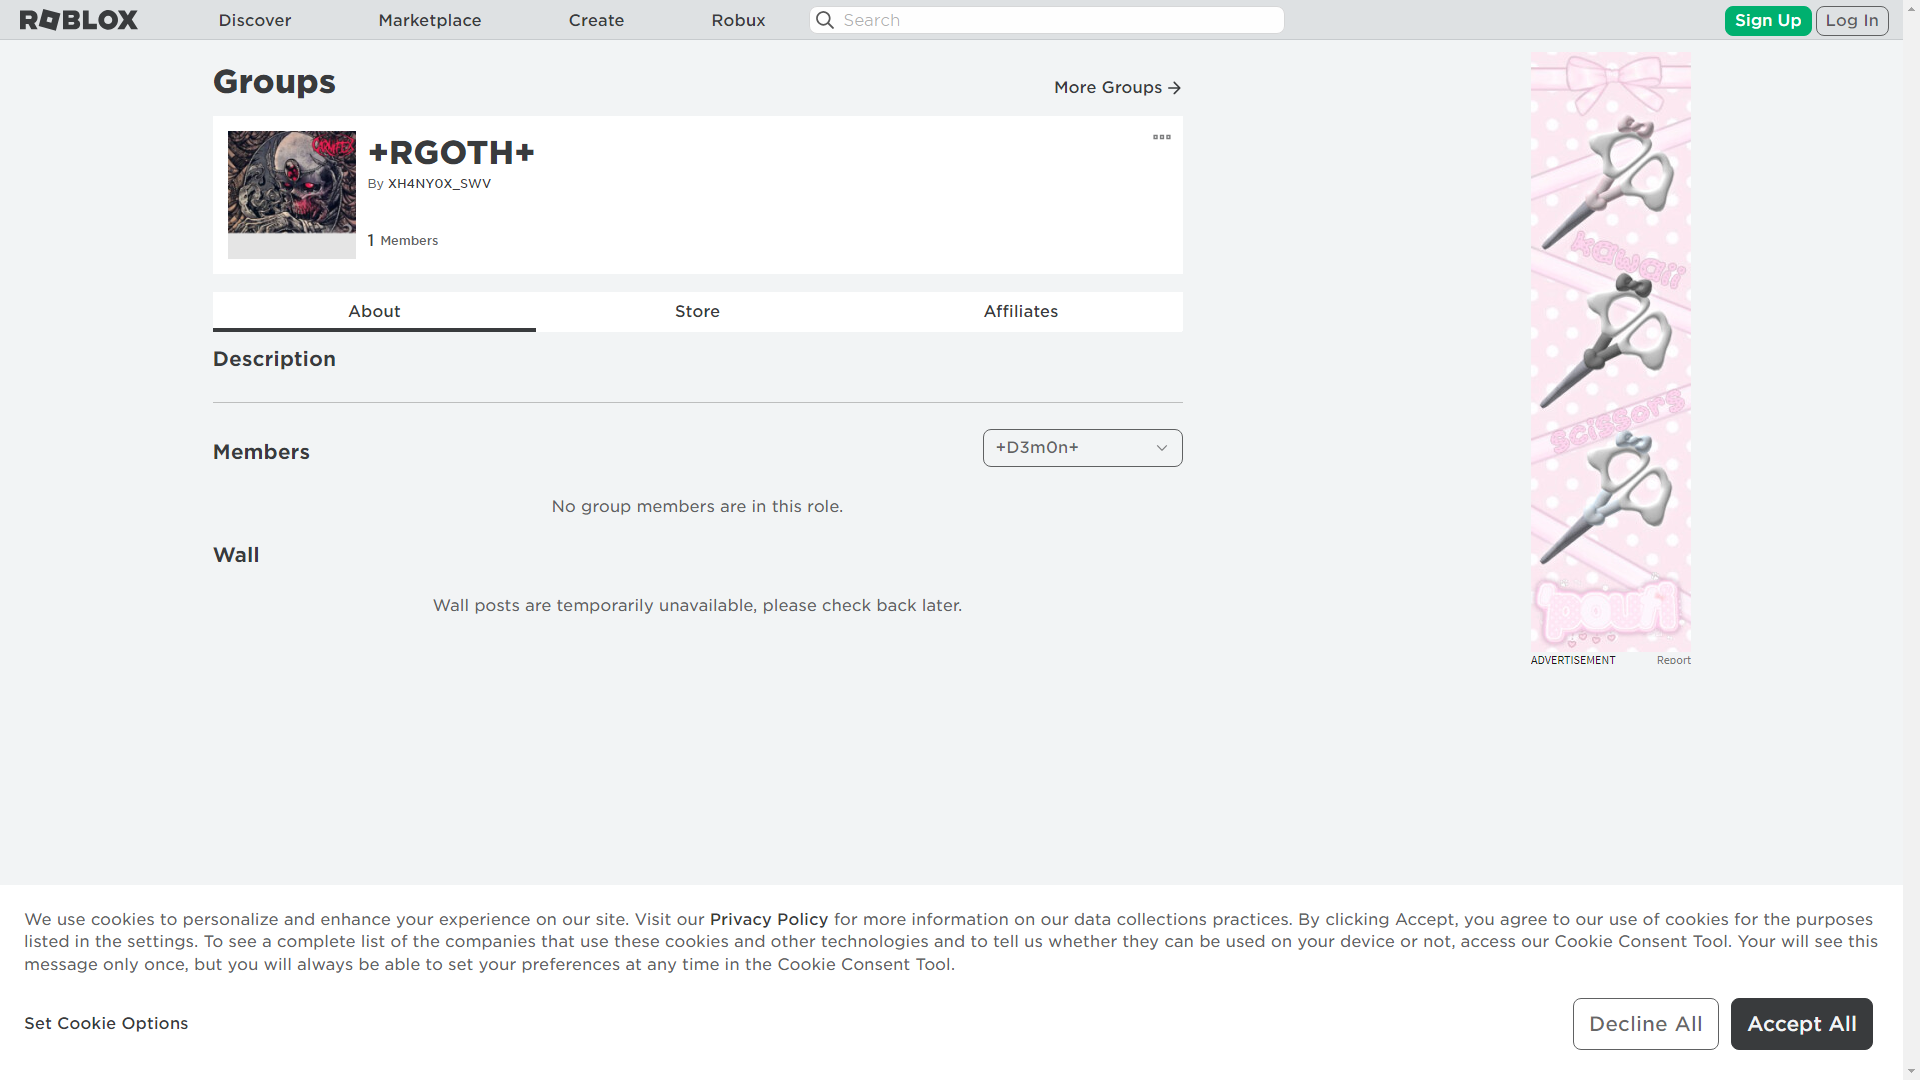 ROBLOX
Discover
Marketplace
Create
Robux
Search
Sign Up
Log In
Groups
More Groups
+RGOTH+
By XH4NY0X_SWV
1 Members
About
Store
Affiliates
Description
Members
+D3m0n+
No group members are in this role.
Wall
Wall posts are temporarily unavailable, please check back later.
kawaii
scissors
ADVERTISEMENT
Report
We use cookies to personalize and enhance your experience on our site. Visit our Privacy Policy for more information on our data collections practices. By clicking Accept, you agree to our use of cookies for the purposes
listed in the settings. To see a complete list of the companies that use these cookies and other technologies and to tell us whether they can be used on your device or not, access our Cookie Consent Tool. Your will see this
message only once, but you will always be able to set your preferences at any time in the Cookie Consent Tool.
Set Cookie Options
Decline All
Accept All